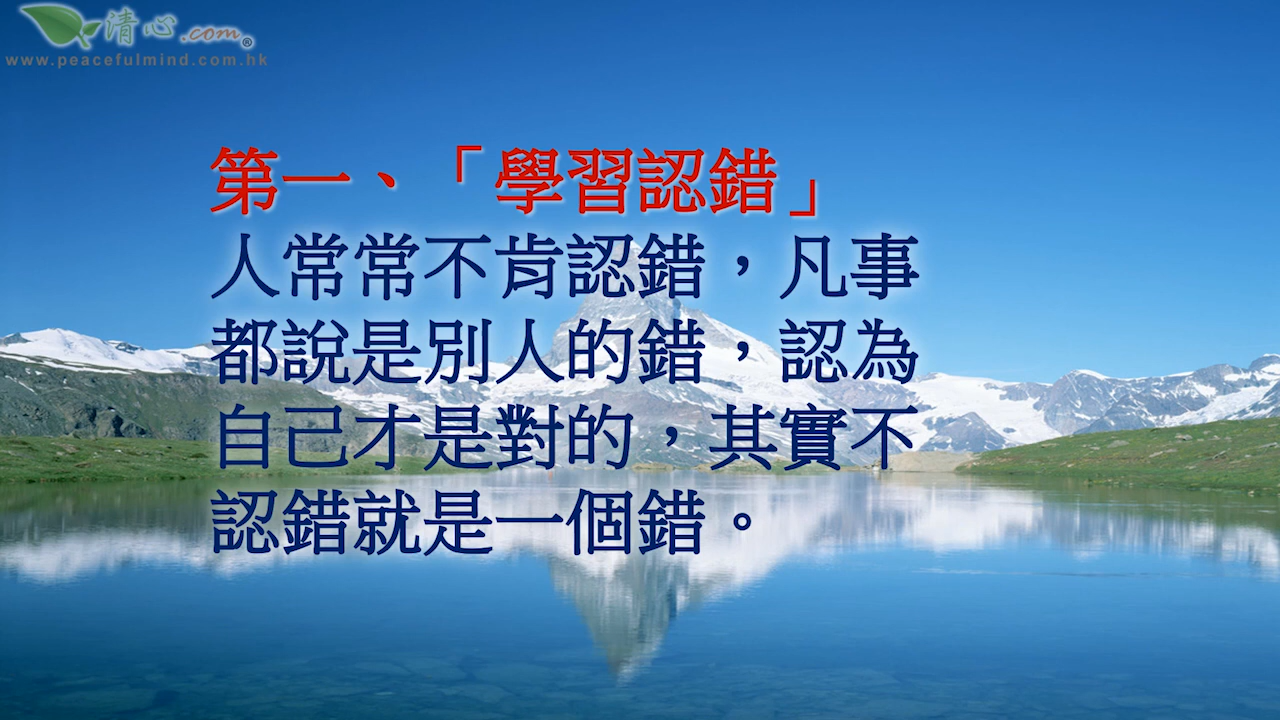 清心.com®
www.peacefulmind.com.hk
第一、「學習認錯」
人常常不肯認錯，凡事
都說是別人的錯，認為
自己才是對的，其實不
認錯就是一個錯。